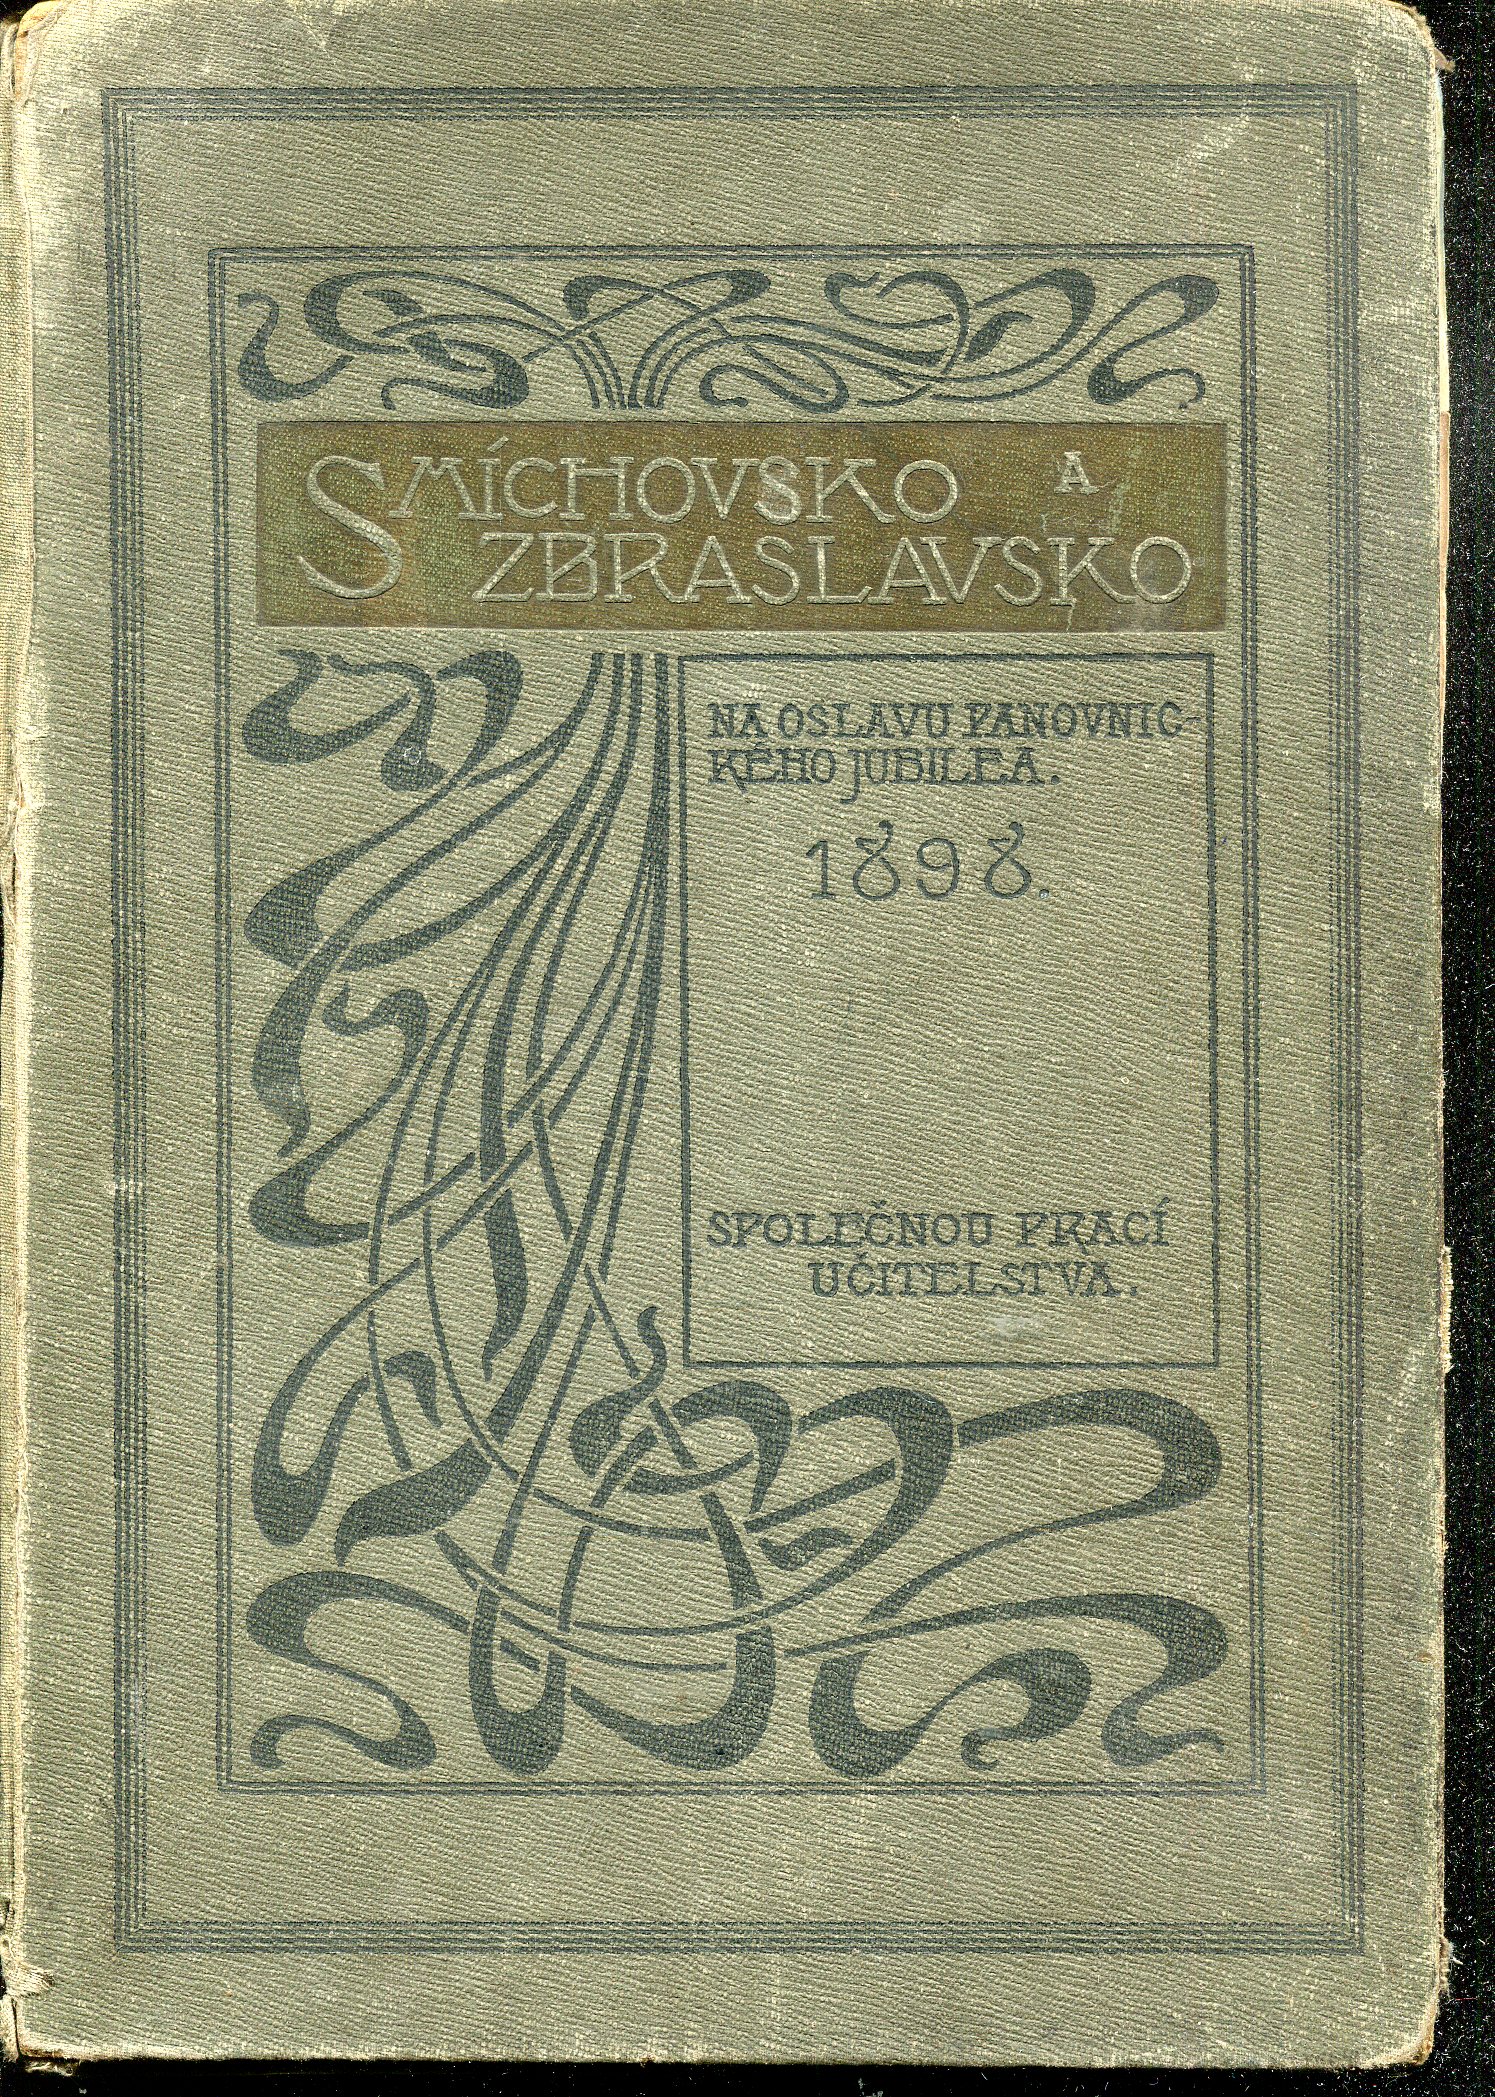 SMÍCHOVSKO A
ZBRASLAVSKO
NA OSLAVU PANOVNIC-
KÉHO JUBILEA.
1898.
SPOLEČNOU PRACÍ
UČITELSTVA.